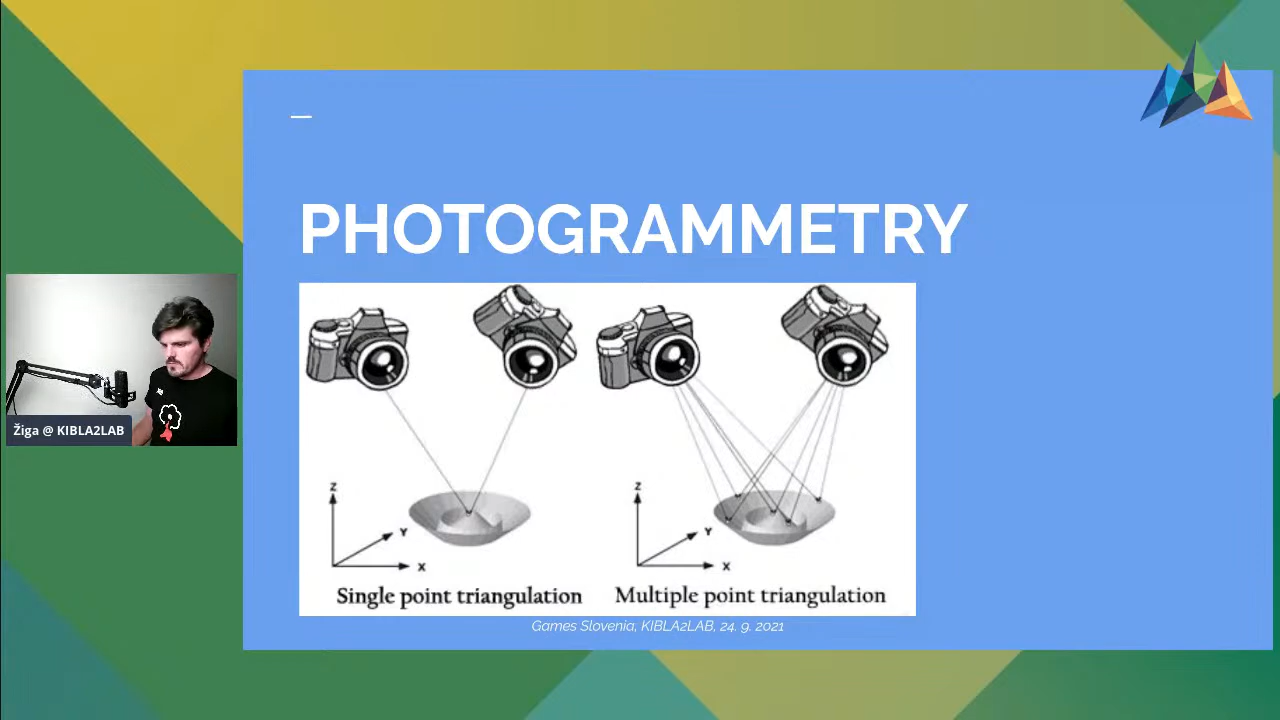 PHOTOGRAMMETRY
Z
Y
X
Single point triangulation
Z
Y
X
Multiple point triangulation
Games Slovenia, KIBLA2LAB, 24. 9. 2021
Žiga @ KIBLA2LAB